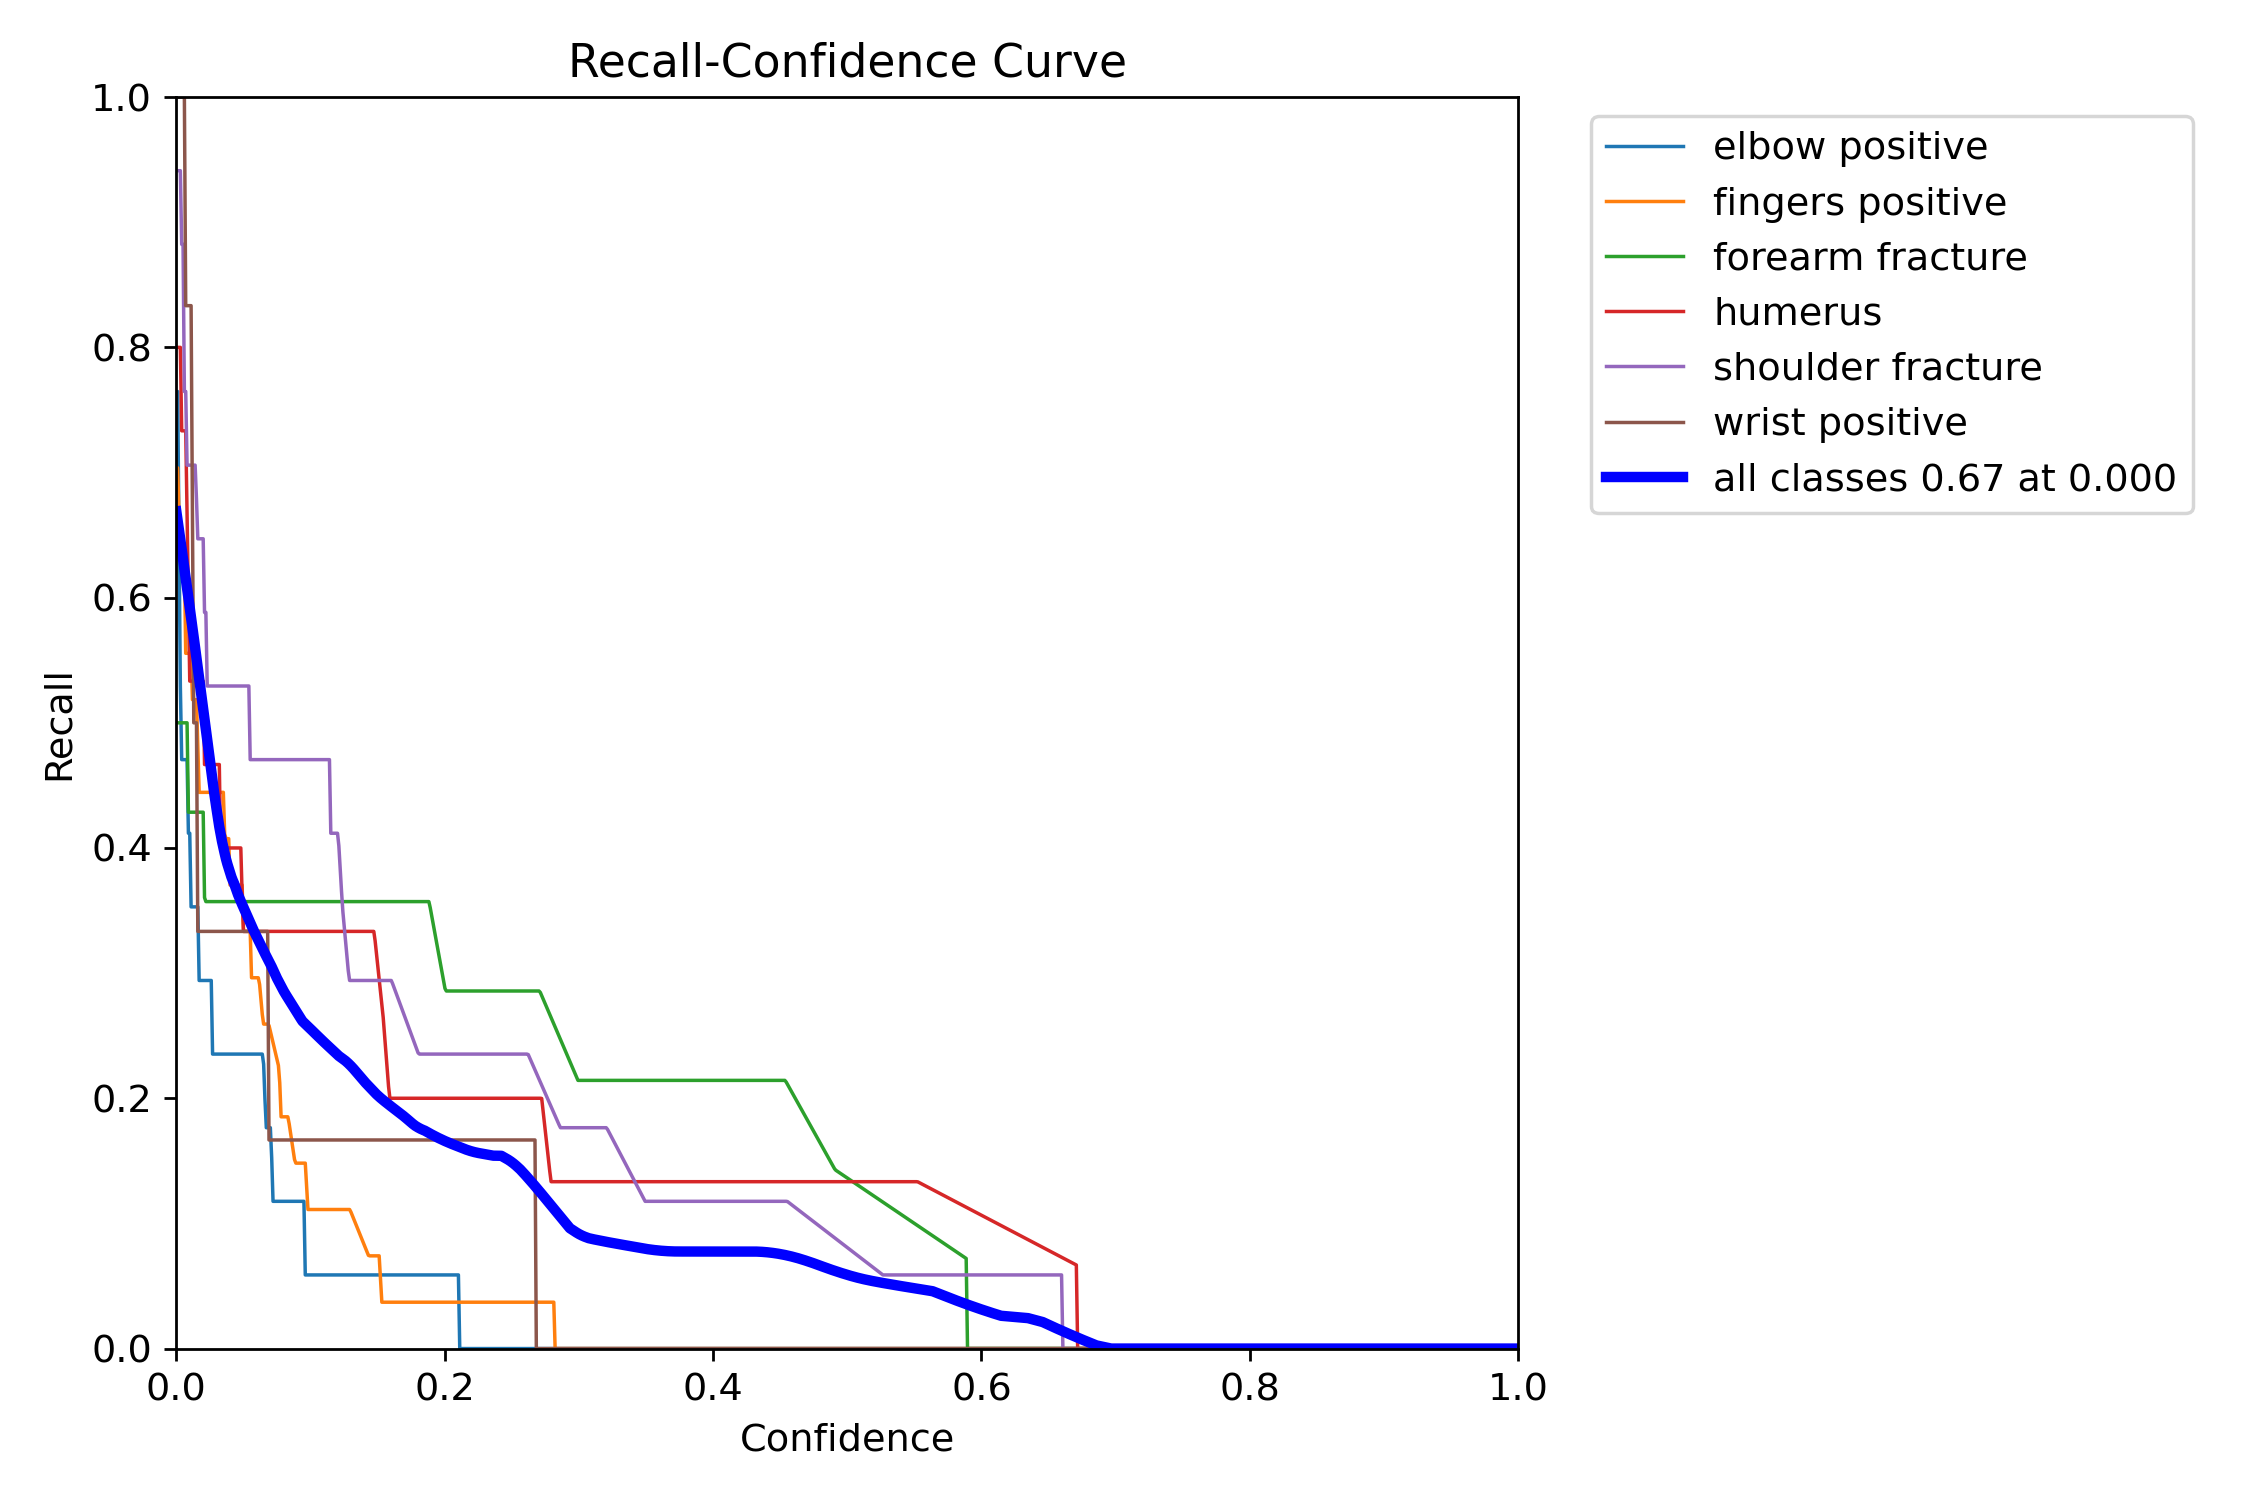 Recall-Confidence Curve
1.0
0.8
0.6
0.4
0.2
0.0
Recall
0.0 0.2 0.4 0.6 0.8 1.0
Confidence
elbow positive
fingers positive
forearm fracture
humerus
shoulder fracture
wrist positive
all classes 0.67 at 0.000